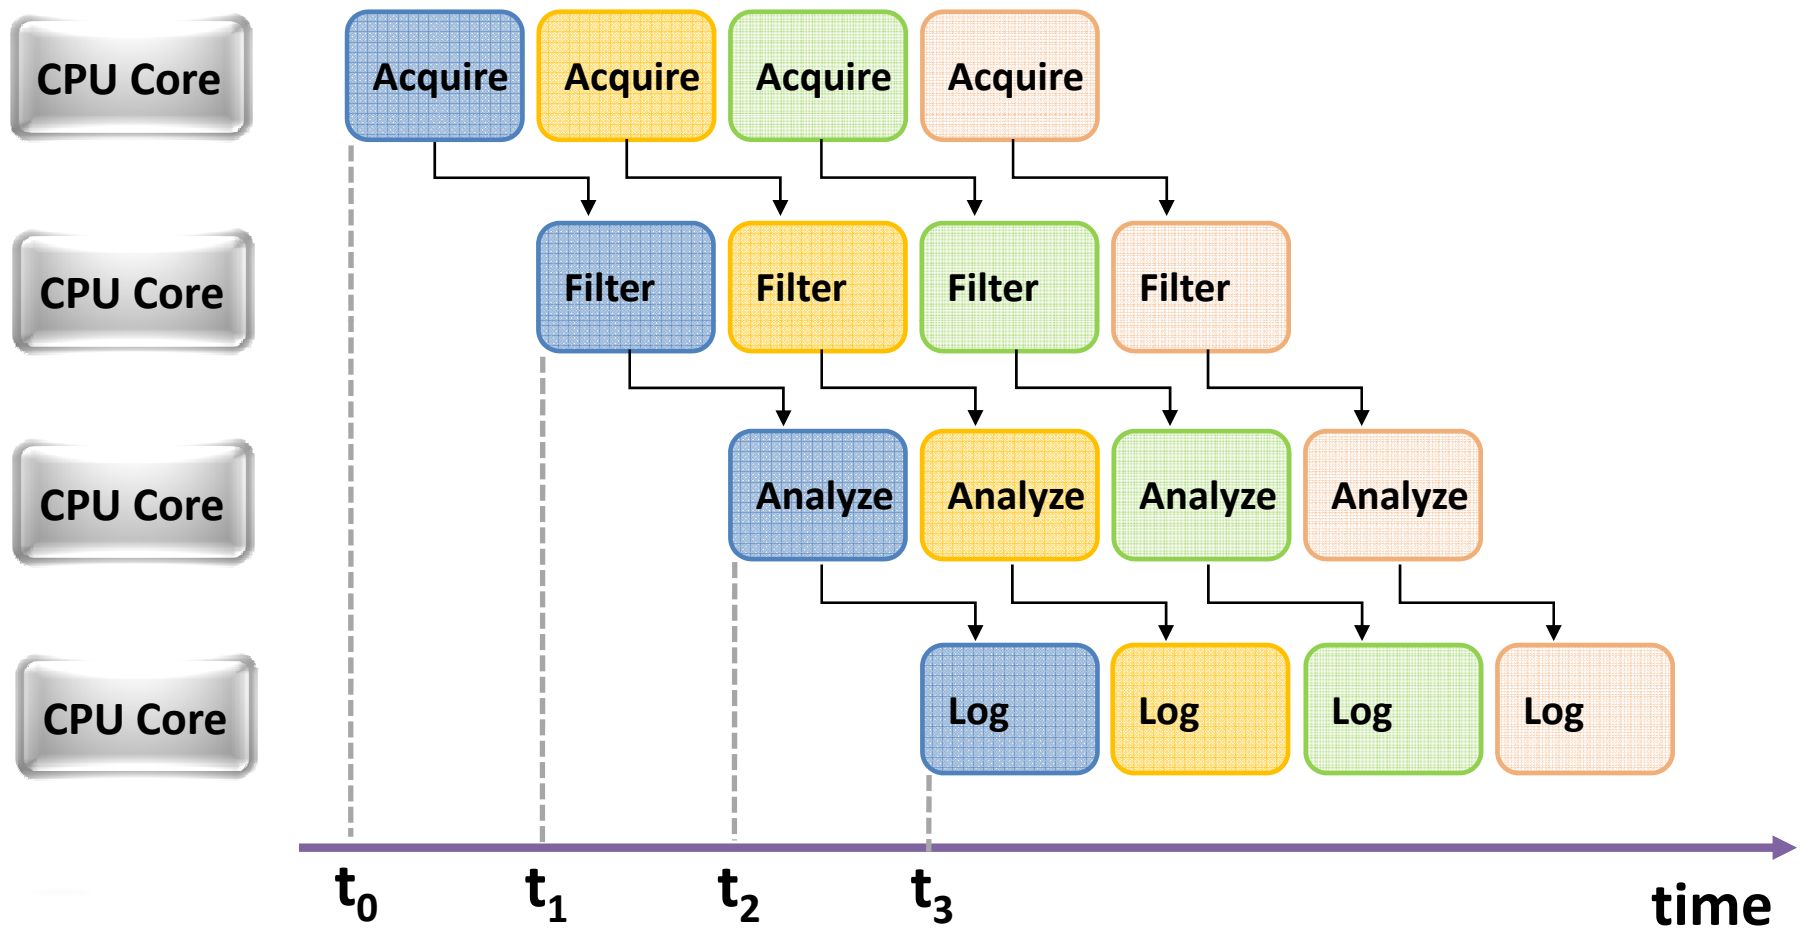 CPU Core Acquire Acquire Acquire Acquire
CPU Core Filter Filter Filter Filter
CPU Core Analyze Analyze Analyze Analyze
CPU Core Log Log Log Log
t0 t1 t2 t3 time